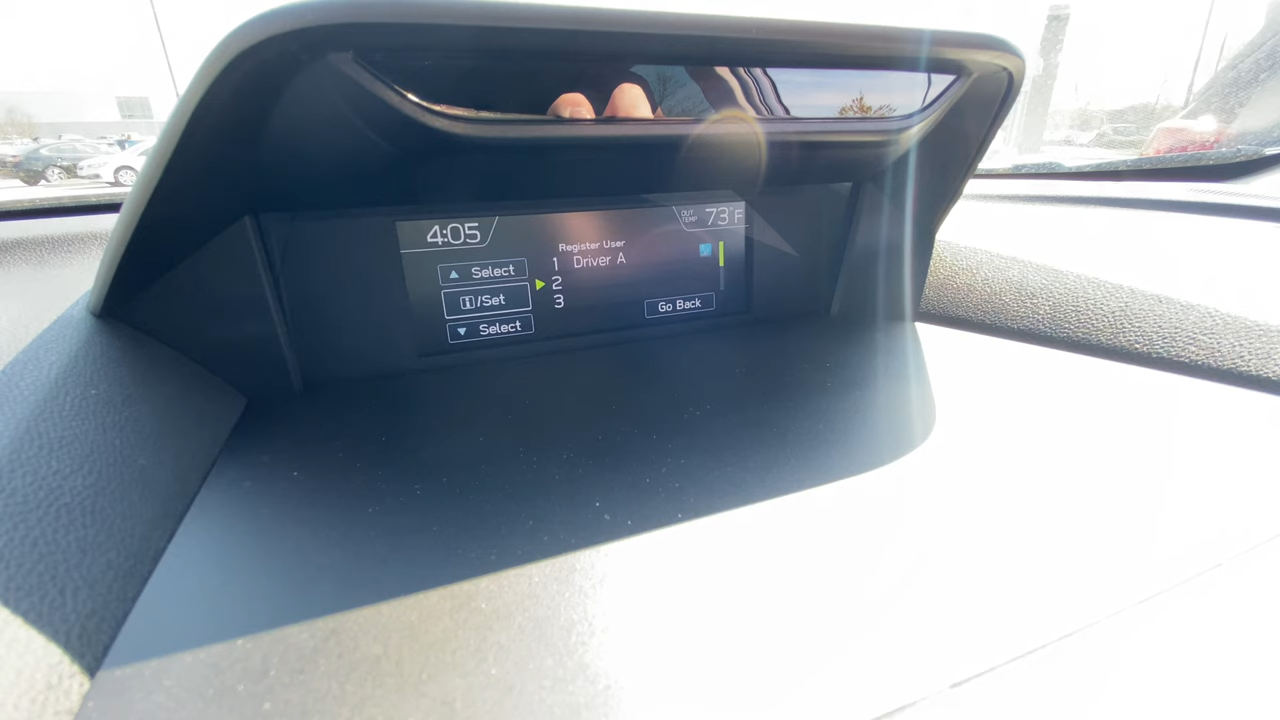 4:05
OUT TEMP 73°F
Register User
▲ Select
1 Driver A
i/Set
▶ 2
3
▼ Select
Go Back